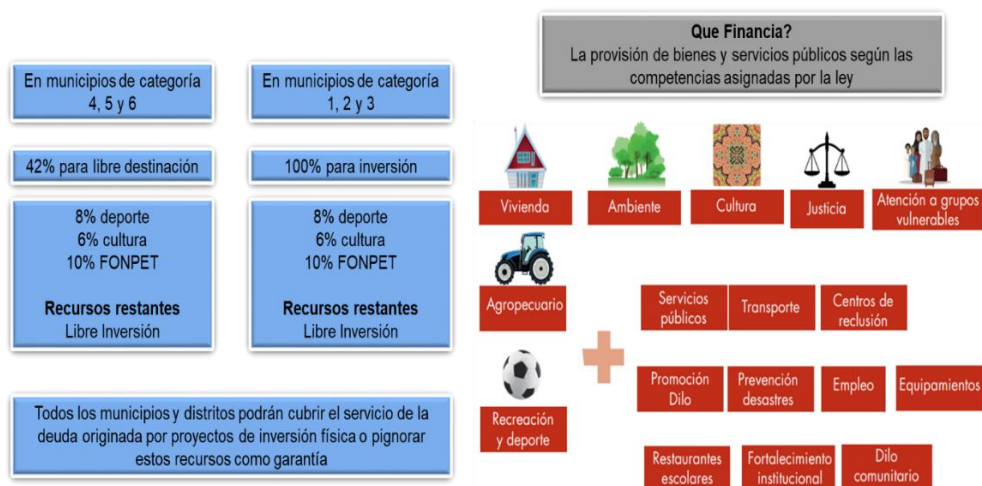 En municipios de categoría
4, 5 y 6
En municipios de categoría
1, 2 y 3
42% para libre destinación
100% para inversión
8% deporte
6% cultura
10% FONPET
Recursos restantes
Libre Inversión
8% deporte
6% cultura
10% FONPET
Recursos restantes
Libre Inversión
Todos los municipios y distritos podrán cubrir el servicio de la
deuda originada por proyectos de inversión física o pignorar
estos recursos como garantía
Que Financia?
La provisión de bienes y servicios públicos según las
competencias asignadas por la ley
Vivienda
Ambiente
Cultura
Justicia
Atención a grupos
vulnerables
Agropecuario
Recreación
y deporte
Servicios
públicos
Transporte
Centros de
reclusión
Promoción
Dllo
Prevención
desastres
Empleo
Equipamientos
Restaurantes
escolares
Fortalecimiento
institucional
Dllo
comunitario